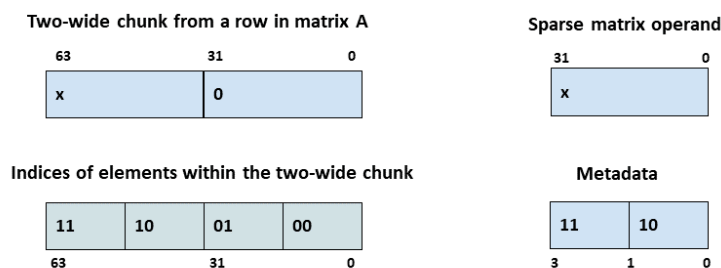 Two-wide chunk from a row in matrix A
63 31 0
x 0
Sparse matrix operand
31 0
x
Indices of elements within the two-wide chunk
11 10 01 00
63 31 0
Metadata
11 10
3 1 0